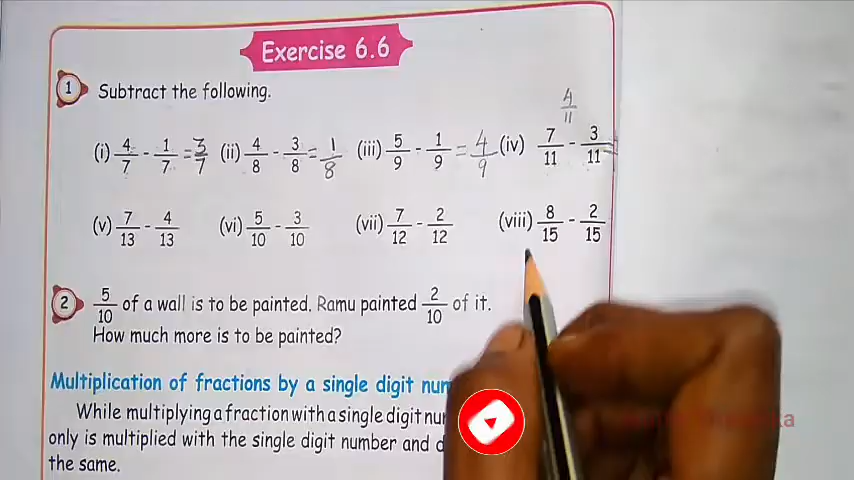 Exercise 6.6
1 Subtract the following.
4/11
(i) 4/7 - 1/7 = 3/7 (ii) 4/8 - 3/8 = 1/8 (iii) 5/9 - 1/9 = 4/9 (iv) 7/11 - 3/11 =
(v) 7/13 - 4/13 (vi) 5/10 - 3/10 (vii) 7/12 - 2/12 (viii) 8/15 - 2/15
2 5/10 of a wall is to be painted. Ramu painted 2/10 of it.
How much more is to be painted?
Multiplication of fractions by a single digit
While multiplying a fraction with a single digit
only is multiplied with the single digit number and
the same.